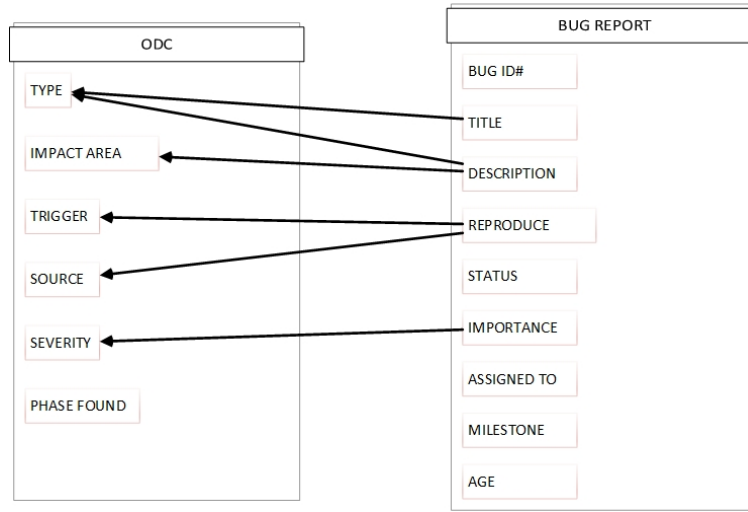 ODC
TYPE
IMPACT AREA
TRIGGER
SOURCE
SEVERITY
PHASE FOUND
BUG REPORT
BUG ID#
TITLE
DESCRIPTION
REPRODUCE
STATUS
IMPORTANCE
ASSIGNED TO
MILESTONE
AGE